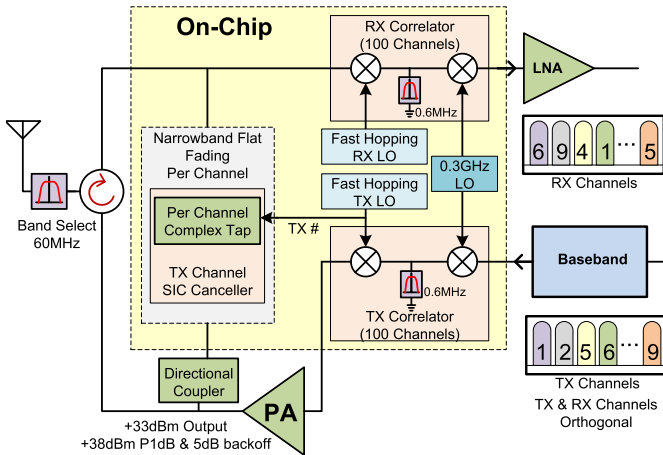 On-Chip
RX Correlator
(100 Channels)
0.6MHz
LNA
Narrowband Flat
Fading
Per Channel
Fast Hopping
RX LO
0.3GHz
LO
Fast Hopping
TX LO
6 9 4 1 ... 5
RX Channels
Band Select
60MHz
Per Channel
Complex Tap
TX #
TX Channel
SIC Canceller
0.6MHz
TX Correlator
(100 Channels)
Baseband
Directional
Coupler
PA
1 2 5 6 ... 9
TX Channels
TX & RX Channels
Orthogonal
+33dBm Output
+38dBm P1dB & 5dB backoff